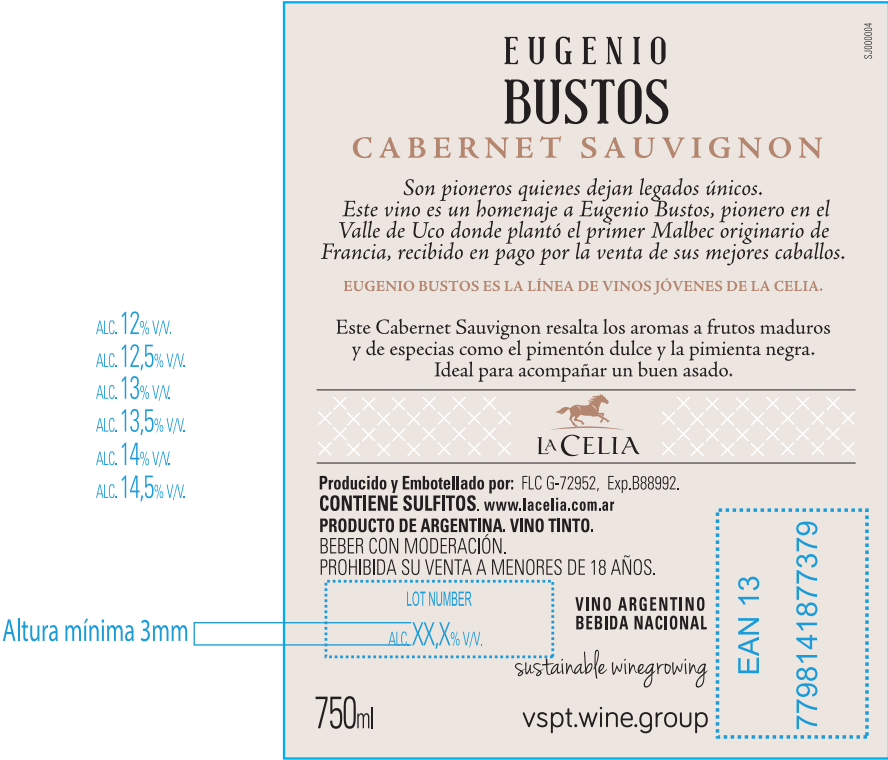 SJ000004
EUGENIO
BUSTOS
CABERNET SAUVIGNON
Son pioneros quienes dejan legados únicos.
Este vino es un homenaje a Eugenio Bustos, pionero en el
Valle de Uco donde plantó el primer Malbec originario de
Francia, recibido en pago por la venta de sus mejores caballos.
EUGENIO BUSTOS ES LA LÍNEA DE VINOS JÓVENES DE LA CELIA.
Este Cabernet Sauvignon resalta los aromas a frutos maduros
y de especias como el pimentón dulce y la pimienta negra.
Ideal para acompañar un buen asado.
LA CELIA
Producido y Embotellado por: FLC G-72952, Exp.B88992.
CONTIENE SULFITOS. www.lacelia.com.ar
PRODUCTO DE ARGENTINA. VINO TINTO.
BEBER CON MODERACIÓN.
PROHIBIDA SU VENTA A MENORES DE 18 AÑOS.
LOT NUMBER
ALC. XX,X% V/V.
VINO ARGENTINO
BEBIDA NACIONAL
sustainable winegrowing
750ml
vspt.wine.group
EAN 13
7798141877379
ALC. 12% V/V.
ALC. 12,5% V/V.
ALC. 13% V/V.
ALC. 13,5% V/V.
ALC. 14% V/V.
ALC. 14,5% V/V.
Altura mínima 3mm